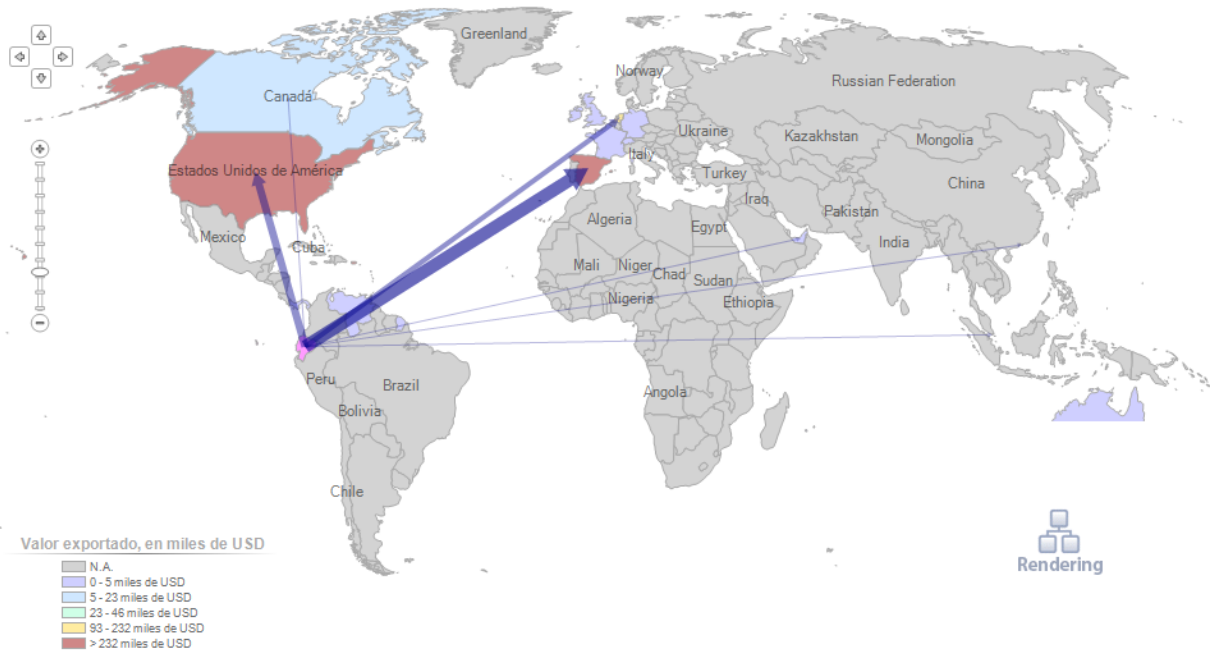 Greenland
Norway
Russian Federation
Canadá
Ukraine
Kazakhstan
Mongolia
Italy
Estados Unidos de América
Turkey
China
Iraq
Pakistan
Algeria
Egypt
Mexico
Cuba
India
Mali
Niger
Chad
Sudan
Nigeria
Ethiopia
Peru
Brazil
Angola
Bolivia
Chile
Rendering
Valor exportado, en miles de USD
N.A.
0 - 5 miles de USD
5 - 23 miles de USD
23 - 46 miles de USD
93 - 232 miles de USD
> 232 miles de USD